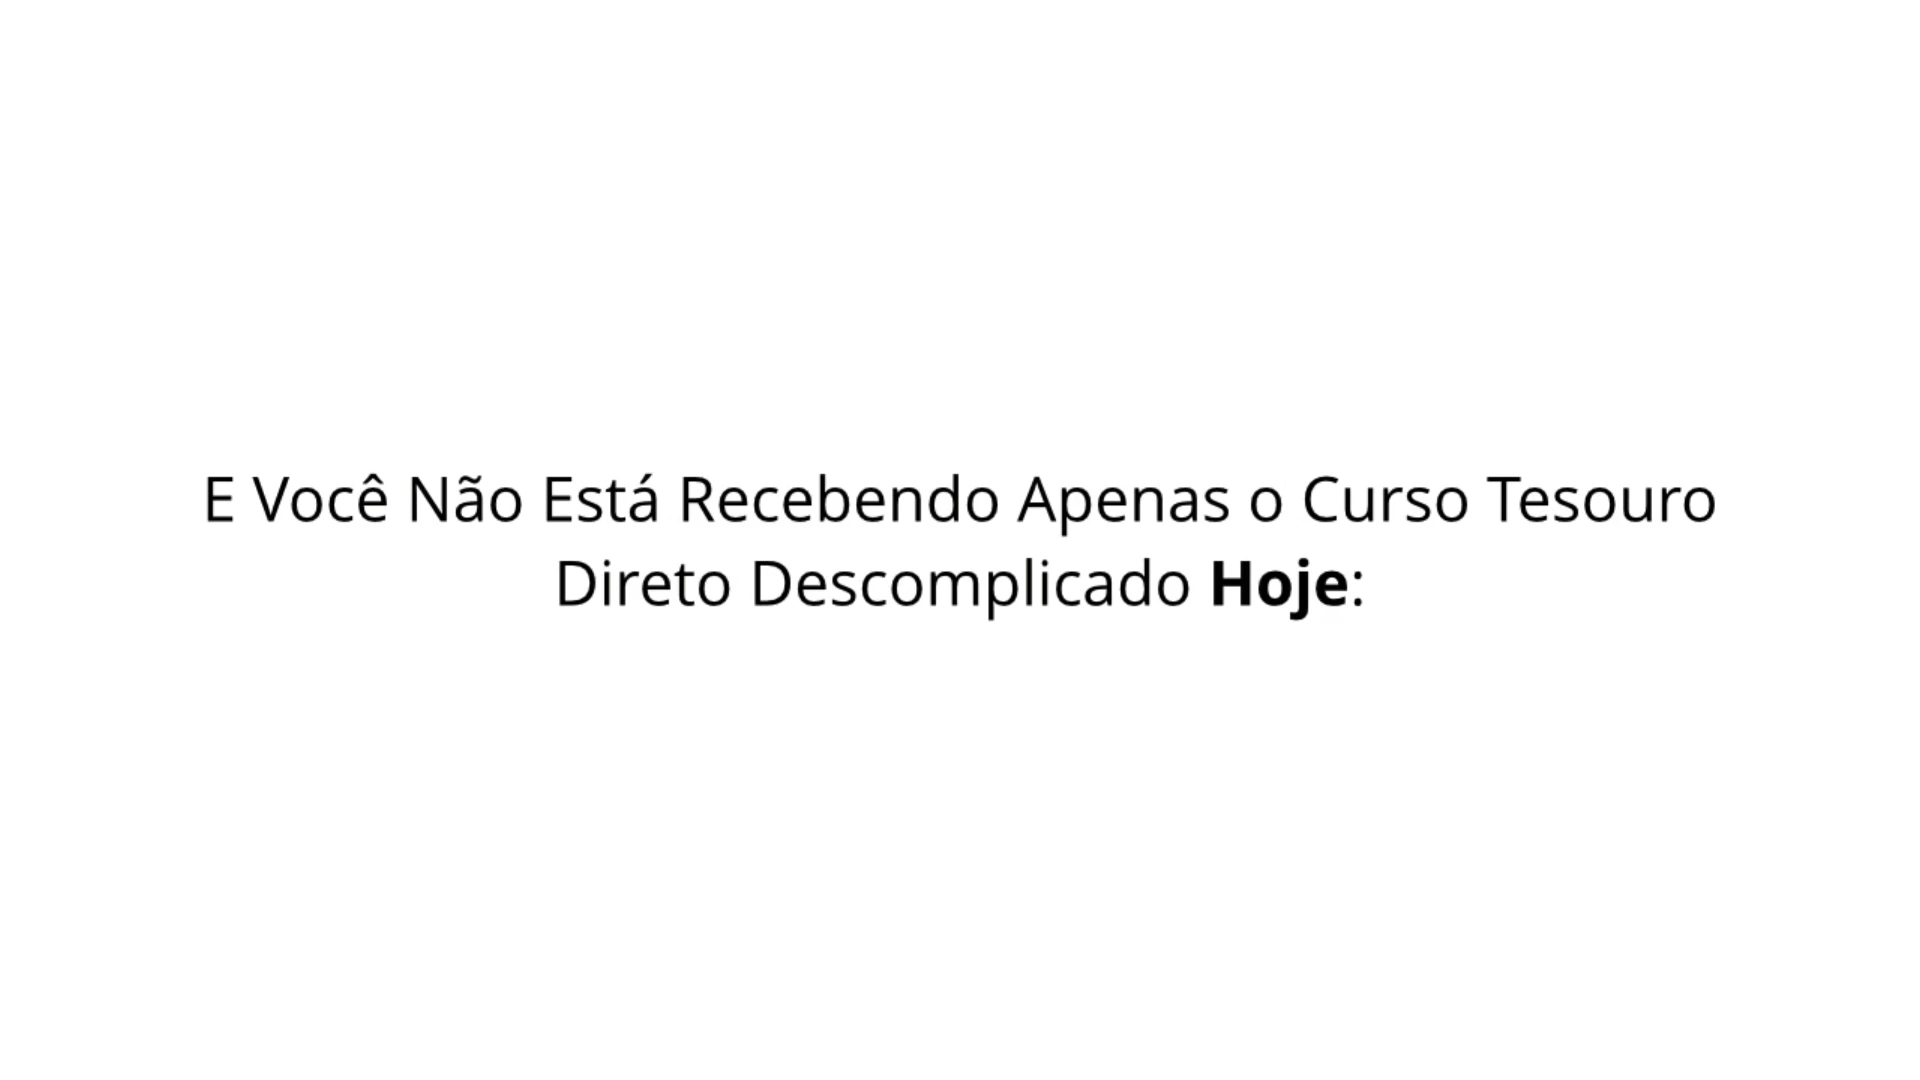 E Você Não Está Recebendo Apenas o Curso Tesouro
Direto Descomplicado Hoje: